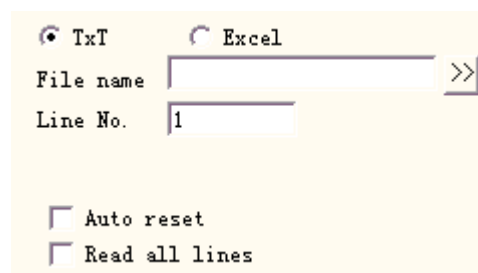 TxT Excel
File name >>
Line No. 1
Auto reset
Read all lines